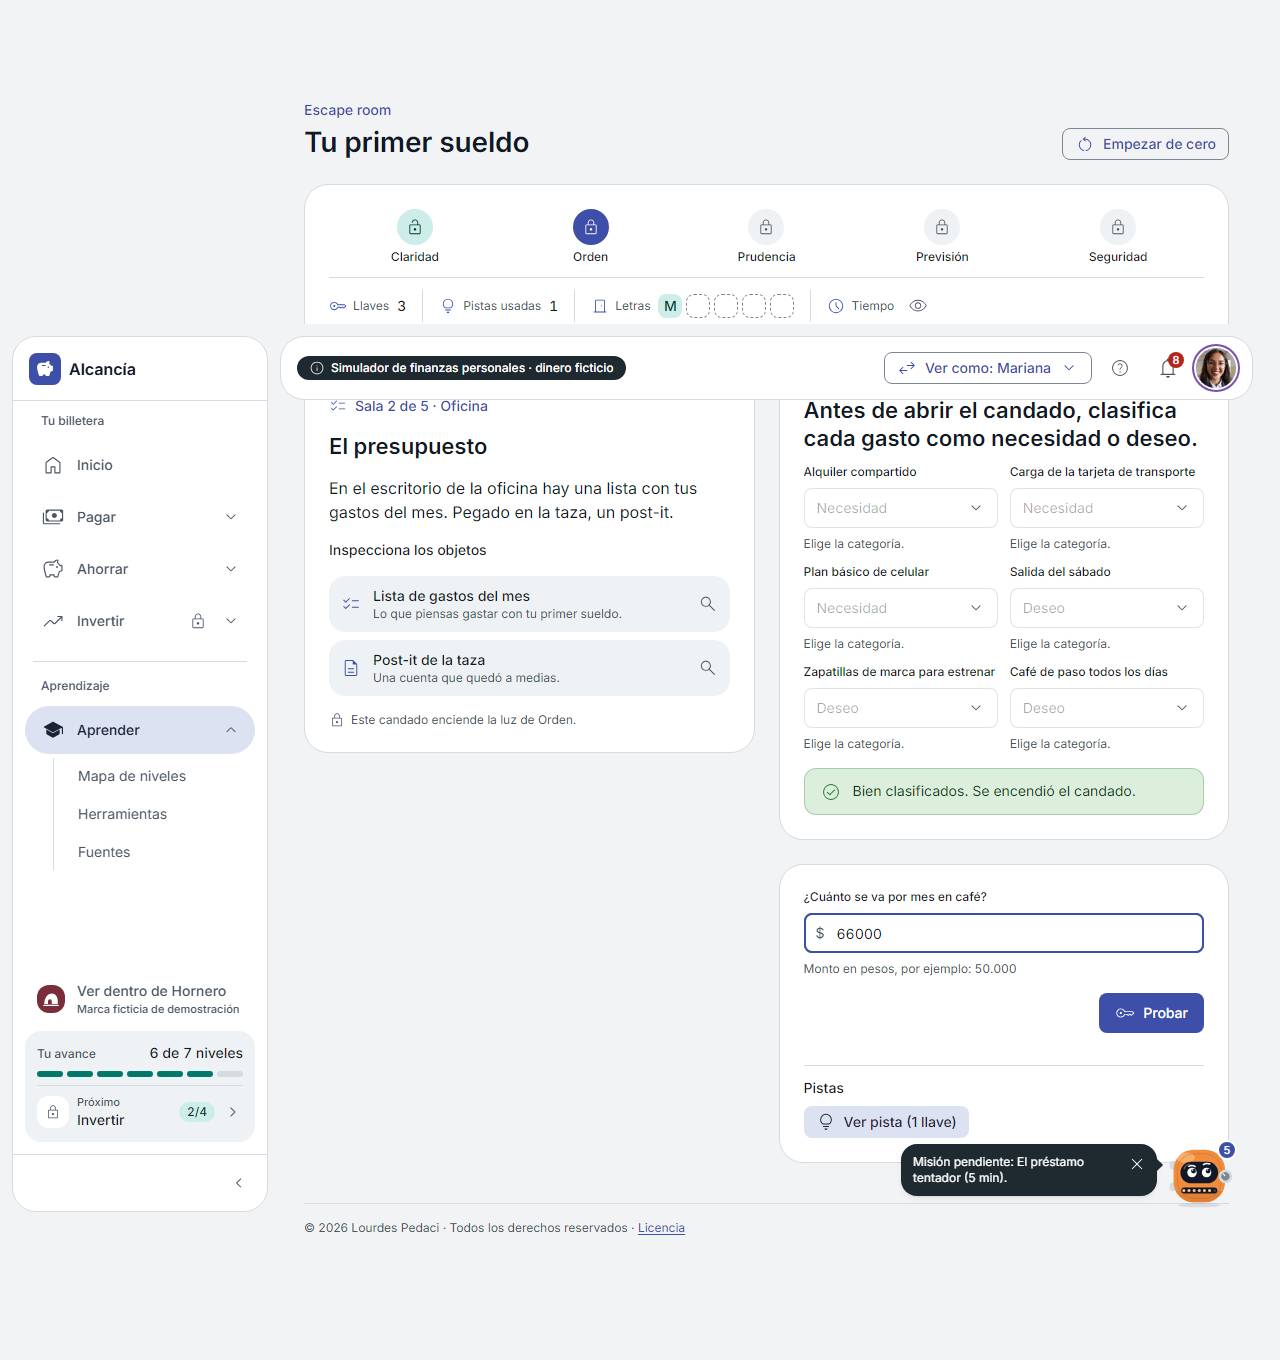 Escape room
Tu primer sueldo
Empezar de cero
Claridad
Orden
Prudencia
Previsión
Seguridad
Llaves 3
Pistas usadas 1
Letras M
Tiempo
Alcancía
Simulador de finanzas personales · dinero ficticio
Ver como: Mariana
8
Tu billetera
Inicio
Pagar
Ahorrar
Invertir
Aprendizaje
Aprender
Mapa de niveles
Herramientas
Fuentes
Ver dentro de Hornero
Marca ficticia de demostración
Tu avance 6 de 7 niveles
Próximo
Invertir
2/4
Sala 2 de 5 · Oficina
El presupuesto
En el escritorio de la oficina hay una lista con tus
gastos del mes. Pegado en la taza, un post-it.
Inspecciona los objetos
Lista de gastos del mes
Lo que piensas gastar con tu primer sueldo.
Post-it de la taza
Una cuenta que quedó a medias.
Este candado enciende la luz de Orden.
Antes de abrir el candado, clasifica
cada gasto como necesidad o deseo.
Alquiler compartido
Necesidad
Elige la categoría.
Carga de la tarjeta de transporte
Necesidad
Elige la categoría.
Plan básico de celular
Necesidad
Elige la categoría.
Salida del sábado
Deseo
Elige la categoría.
Zapatillas de marca para estrenar
Deseo
Elige la categoría.
Café de paso todos los días
Deseo
Elige la categoría.
Bien clasificados. Se encendió el candado.
¿Cuánto se va por mes en café?
$ 66000
Monto en pesos, por ejemplo: 50.000
Probar
Pistas
Ver pista (1 llave)
Misión pendiente: El préstamo
tentador (5 min).
5
© 2026 Lourdes Pedaci · Todos los derechos reservados · Licencia